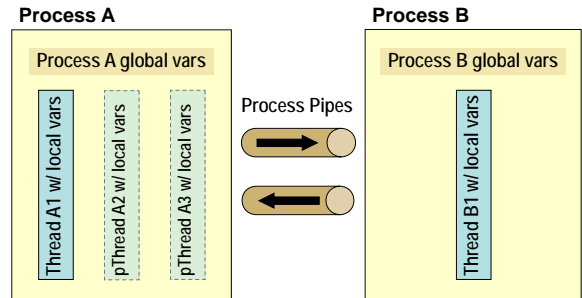 Process A
Process B
Process A global vars
Process B global vars
Process Pipes
Thread A1 w/ local vars
pThread A2 w/ local vars
pThread A3 w/ local vars
Thread B1 w/ local vars